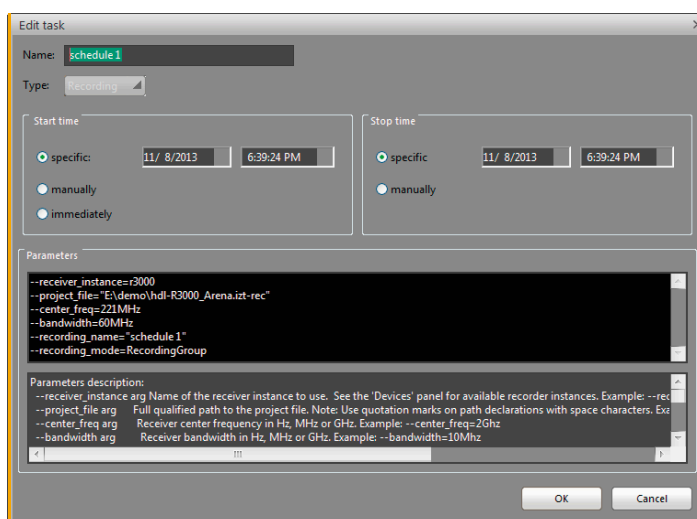 Edit task
Name: schedule 1
Type: Recording
Start time
specific: 11/ 8/2013 6:39:24 PM
manually
immediately
Stop time
specific 11/ 8/2013 6:39:24 PM
manually
Parameters
--receiver_instance=r3000
--project_file="E:\demo\hdl-R3000_Arena.izt-rec"
--center_freq=221MHz
--bandwidth=60MHz
--recording_name="schedule 1"
--recording_mode=RecordingGroup
Parameters description:
--receiver_instance arg Name of the receiver instance to use. See the 'Devices' panel for available recorder instances. Example: --rec
--project_file arg Full qualified path to the project file. Note: Use quotation marks on path declarations with space characters. Exa
--center_freq arg Receiver center frequency in Hz, MHz or GHz. Example: --center_freq=2Ghz
--bandwidth arg Receiver bandwidth in Hz, MHz or GHz. Example: --bandwidth=10Mhz
OK Cancel